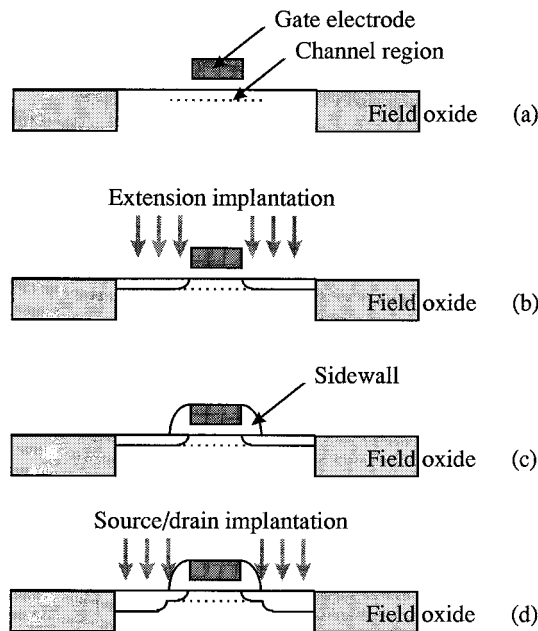 Gate electrode
Channel region
Field oxide (a)
Extension implantation
Field oxide (b)
Sidewall
Field oxide (c)
Source/drain implantation
Field oxide (d)